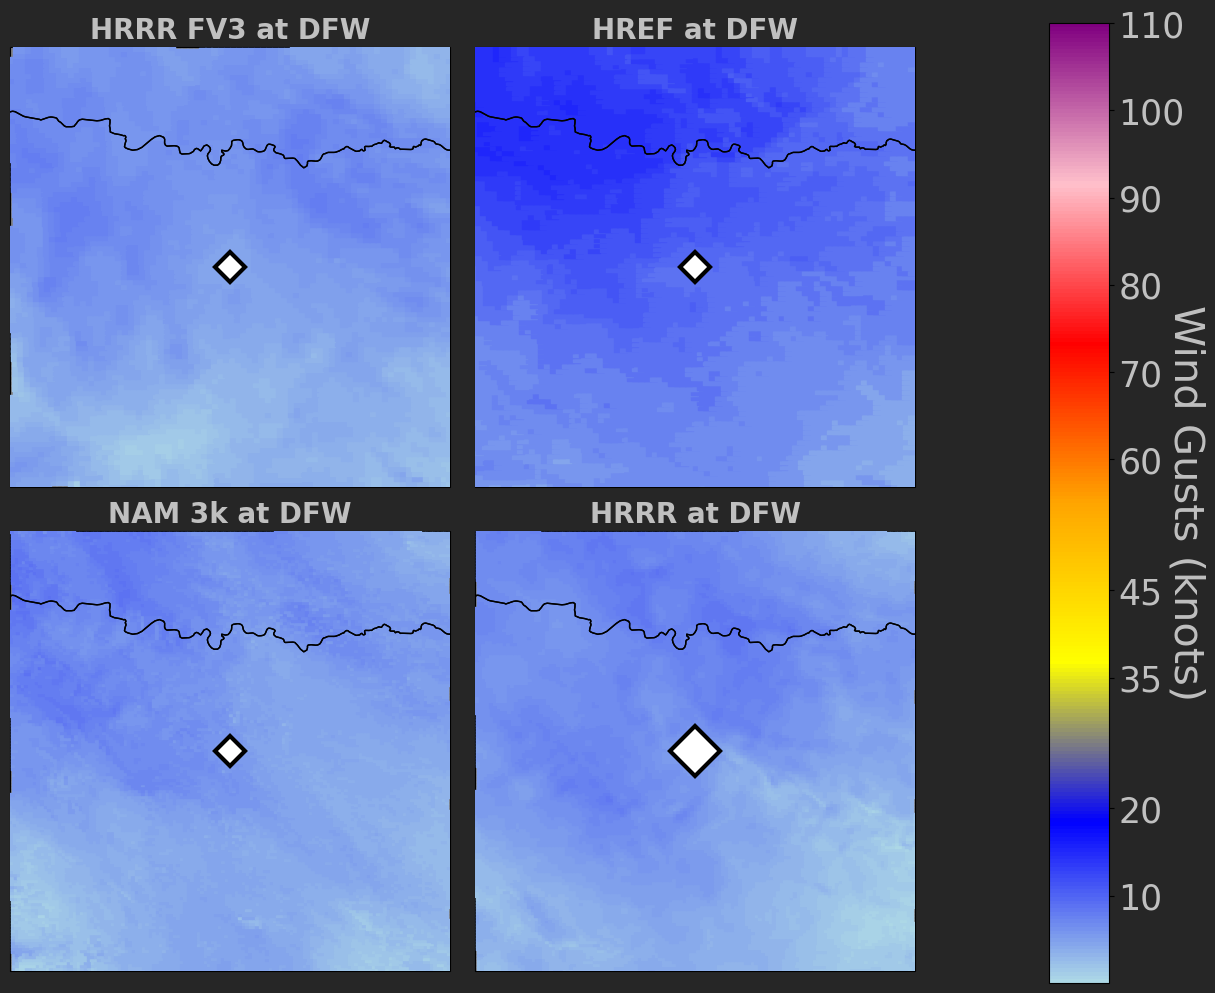 HRRR FV3 at DFW
HREF at DFW
NAM 3k at DFW
HRRR at DFW
110
100
90
80
70
60
45
35
20
10
Wind Gusts (knots)